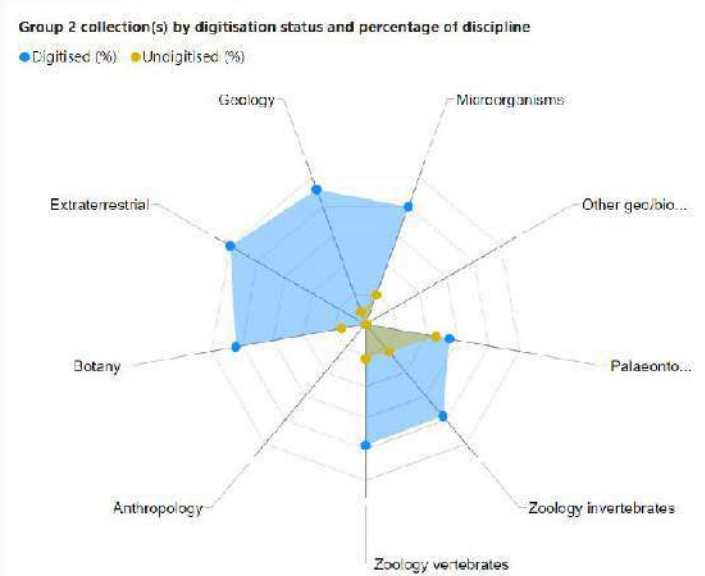 Group 2 collection(s) by digitisation status and percentage of discipline
Digitised (%) Undigitised (%)
Geology Microorganisms
Extraterrestrial Other geo/bio...
Botany Palaeonto...
Anthropology Zoology invertebrates
Zoology vertebrates